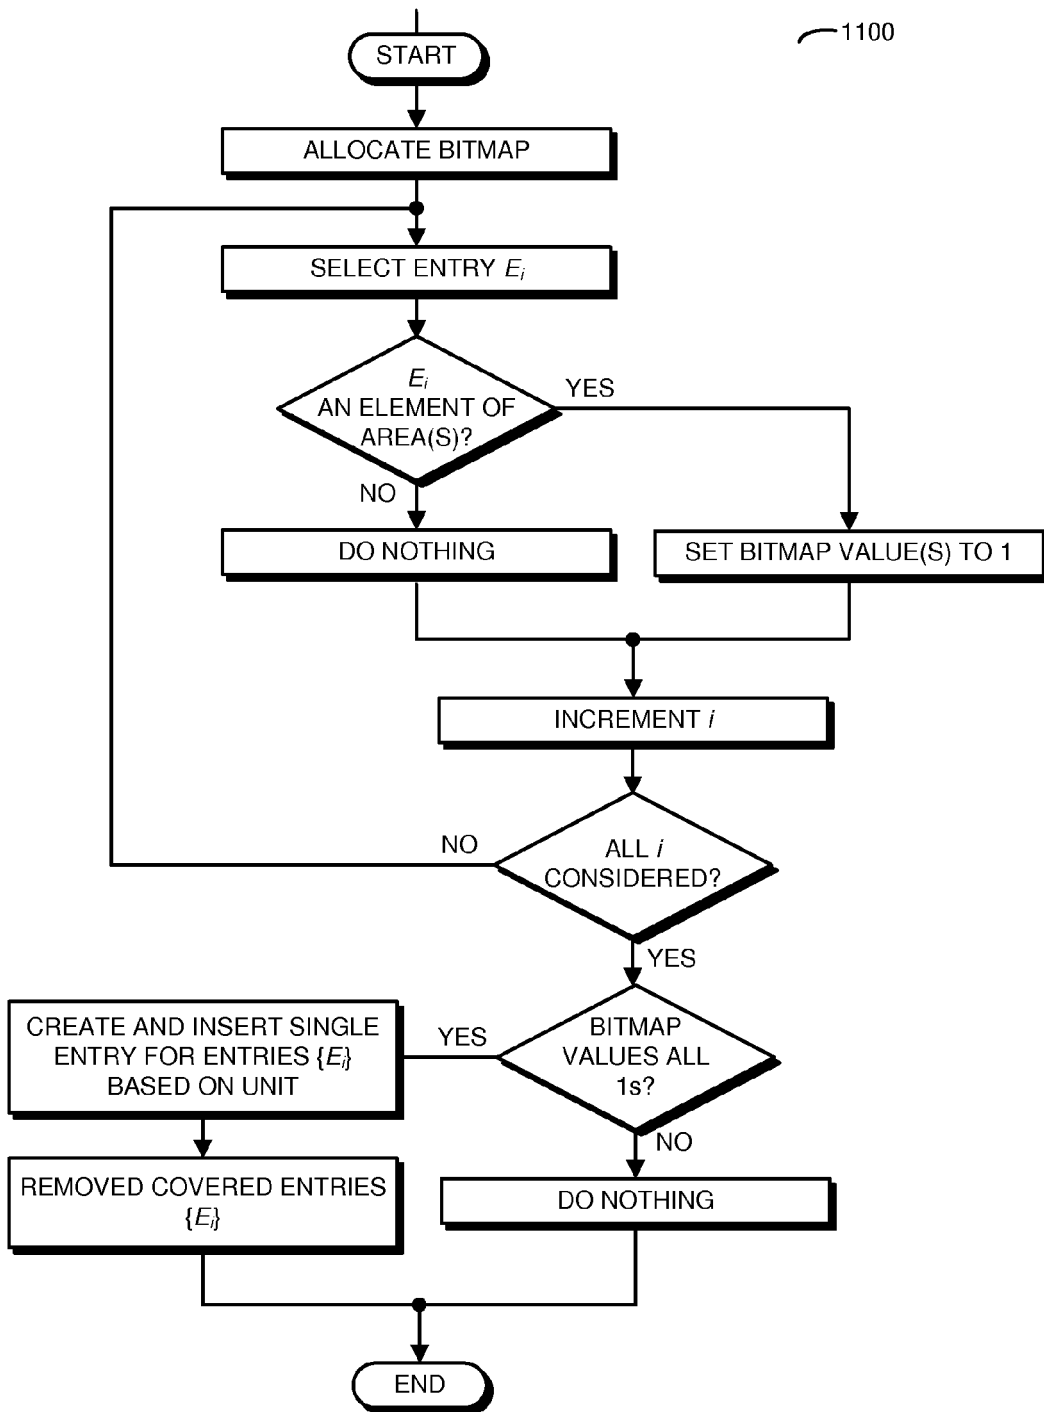 1100
START
ALLOCATE BITMAP
SELECT ENTRY Ei
Ei
AN ELEMENT OF
AREA(S)?
YES
NO
DO NOTHING
SET BITMAP VALUE(S) TO 1
INCREMENT i
NO
ALL i
CONSIDERED?
YES
CREATE AND INSERT SINGLE
ENTRY FOR ENTRIES {Ei}
BASED ON UNIT
YES
BITMAP
VALUES ALL
1s?
NO
REMOVED COVERED ENTRIES
{Ei}
DO NOTHING
END